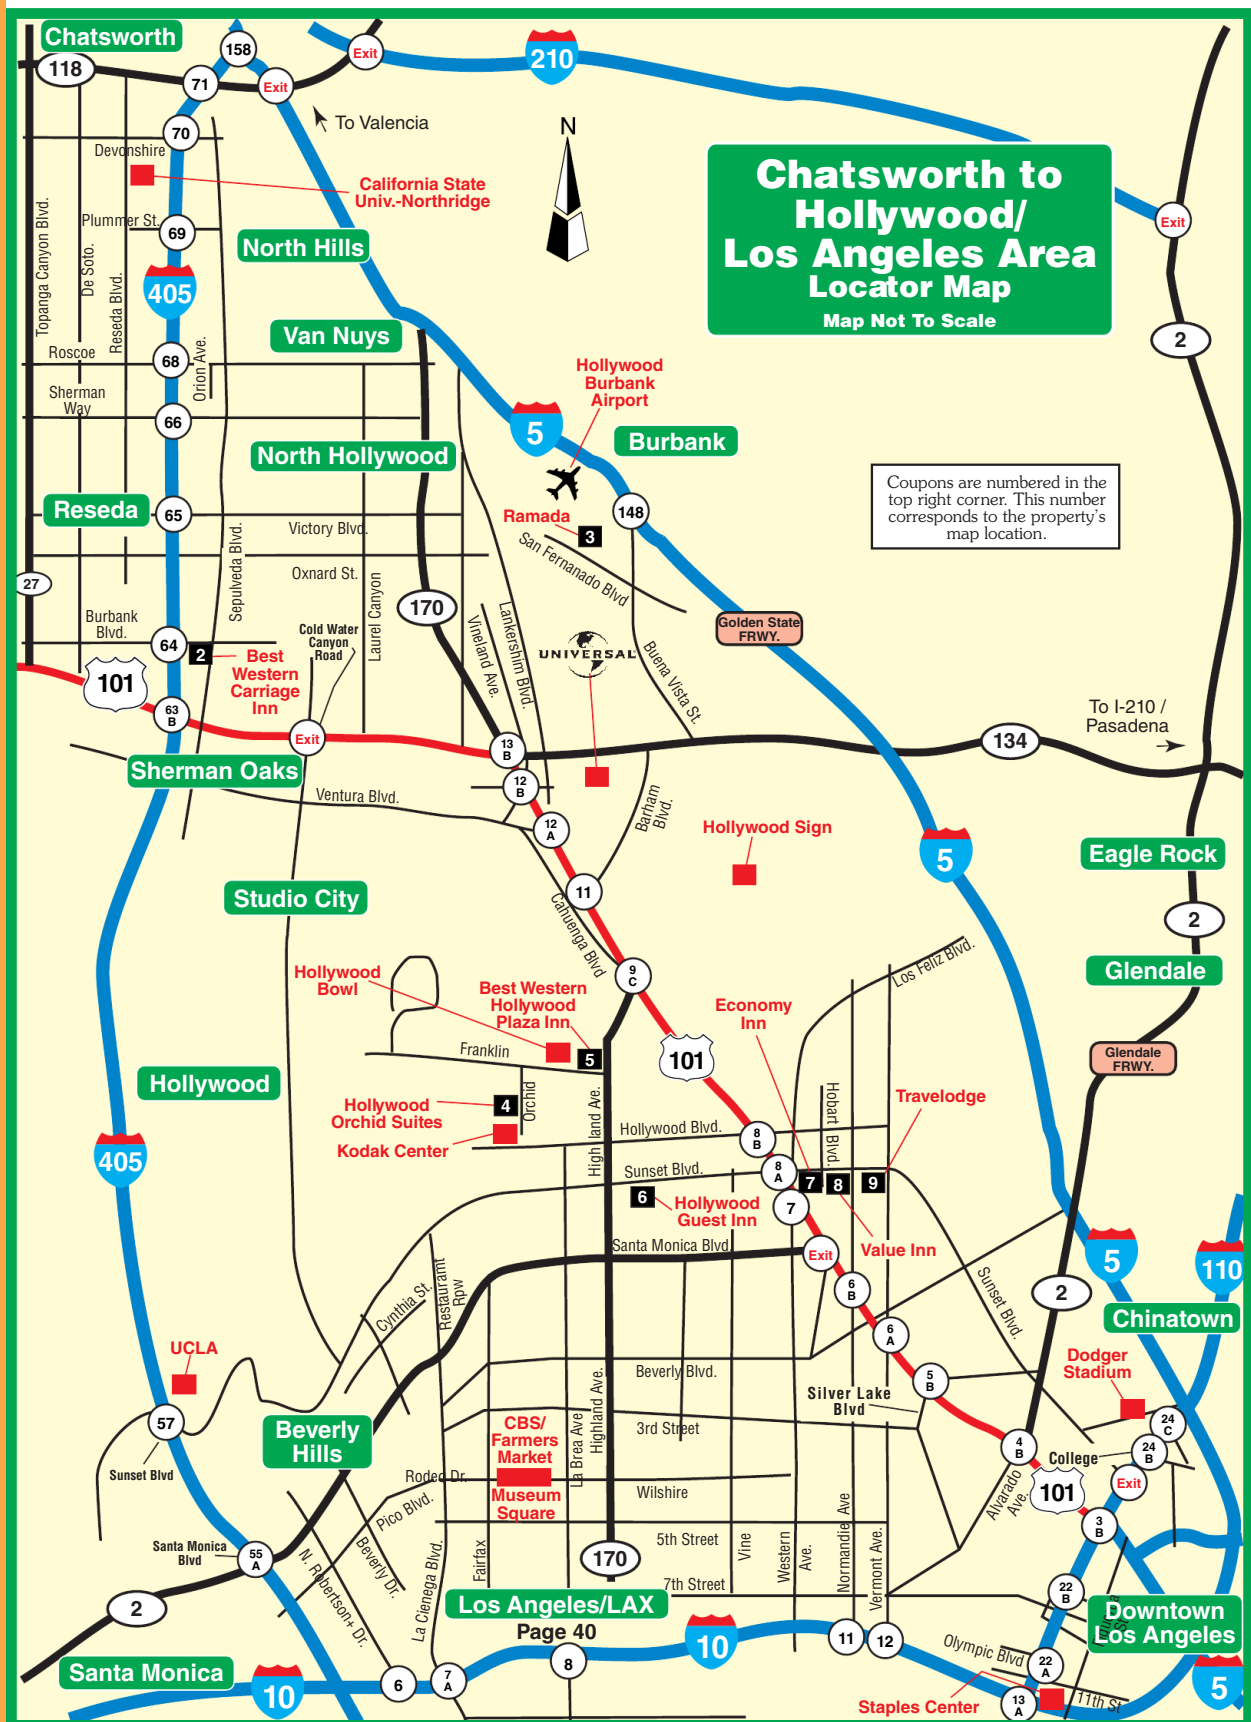 Chatsworth
118
158
Exit
210
71
Exit
To Valencia
N
70
Devonshire
California State
Univ.-Northridge
Chatsworth to
Hollywood/
Los Angeles Area
Locator Map
Map Not To Scale
Exit
Plummer St.
69
North Hills
Topanga Canyon Blvd.
De Soto.
Reseda Blvd.
405
Van Nuys
2
Roscoe
68
Orion Ave.
Sherman
Way
66
Hollywood
Burbank
Airport
5
Burbank
North Hollywood
Coupons are numbered in the
top right corner. This number
corresponds to the property's
map location.
Reseda
65
Victory Blvd.
148
Ramada
3
San Fernanado Blvd
Sepulveda Blvd.
Oxnard St.
27
Laurel Canyon
170
Burbank
Blvd.
Cold Water
Canyon
Road
Vineland Ave.
Lankershim Blvd.
UNIVERSAL
Buena Vista St.
Golden State
FRWY.
64
2
Best
Western
Carriage
Inn
101
63
B
Exit
13
B
134
To I-210 /
Pasadena
Sherman Oaks
12
B
Ventura Blvd.
12
A
Barham
Blvd.
Hollywood Sign
5
Eagle Rock
Studio City
11
Cahuenga Blvd
2
Los Feliz Blvd.
Glendale
Hollywood
Bowl
9
C
Best Western
Hollywood
Plaza Inn
Economy
Inn
Franklin
5
101
Glendale
FRWY.
Hollywood
Hollywood
Orchid Suites
4
Orchid
Highland Ave.
Hobart Blvd.
Travelodge
Kodak Center
Hollywood Blvd.
8
B
405
Sunset Blvd.
8
A
7
8
9
6
Hollywood
Guest Inn
7
Santa Monica Blvd.
Exit
Value Inn
5
110
Cynthia St.
Restauramt
Rpw
6
B
Sunset Blvd.
2
Chinatown
UCLA
6
A
Beverly Blvd.
Dodger
Stadium
5
B
Silver Lake
Blvd
57
Beverly
Hills
CBS/
Farmers
Market
La Brea Ave
Highland Ave.
3rd Street
24
C
4
B
College
24
B
Sunset Blvd
Rodeo Dr.
Museum
Square
Wilshire
Alvarado
Ave.
101
Exit
Pico Blvd.
3
B
Santa Monica
Blvd
55
A
N. Robertson+ Dr.
Beverly Dr.
La Cienega Blvd.
Fairfax
170
5th Street
Vine
Western
Ave.
Normandie Ave
Vermont Ave.
7th Street
2
Los Angeles/LAX
Page 40
22
B
Downtown
Los Angeles
10
11
12
Olympic Blvd
Santa Monica
10
6
7
A
8
22
A
5
Staples Center
13
A
11th St